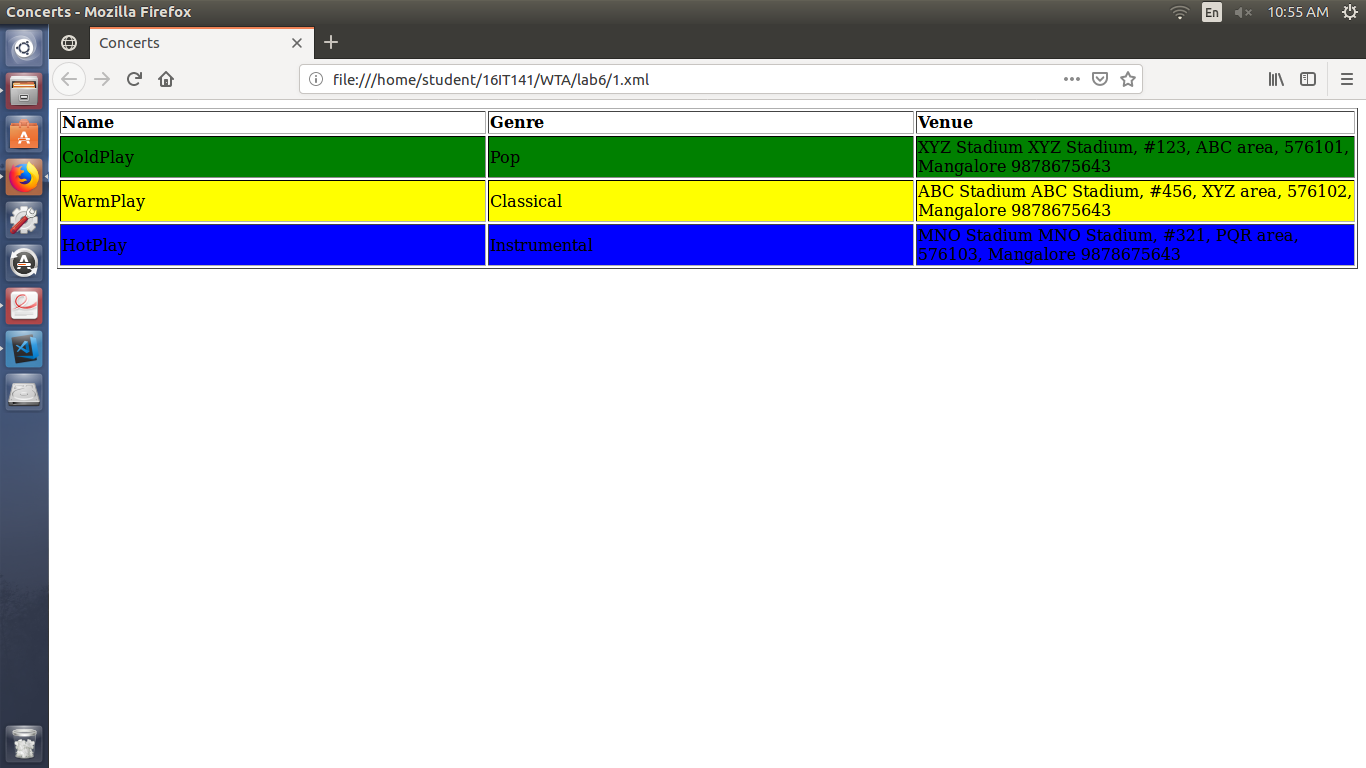 Concerts - Mozilla Firefox
En
10:55 AM
Concerts
file:///home/student/16IT141/WTA/lab6/1.xml
Name Genre Venue
ColdPlay Pop XYZ Stadium XYZ Stadium, #123, ABC area, 576101,
Mangalore 9878675643
WarmPlay Classical ABC Stadium ABC Stadium, #456, XYZ area, 576102,
Mangalore 9878675643
HotPlay Instrumental MNO Stadium MNO Stadium, #321, PQR area,
576103, Mangalore 9878675643